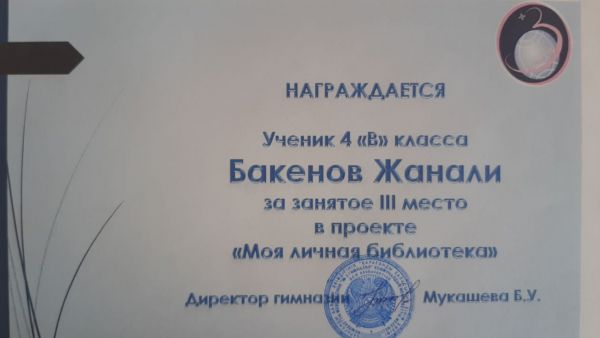 НАГРАЖДАЕТСЯ
Ученик 4 «В» класса
Бакенов Жанали
за занятое III место
в проекте
«Моя личная библиотека»
Директор гимназии Мукашева Б.У.